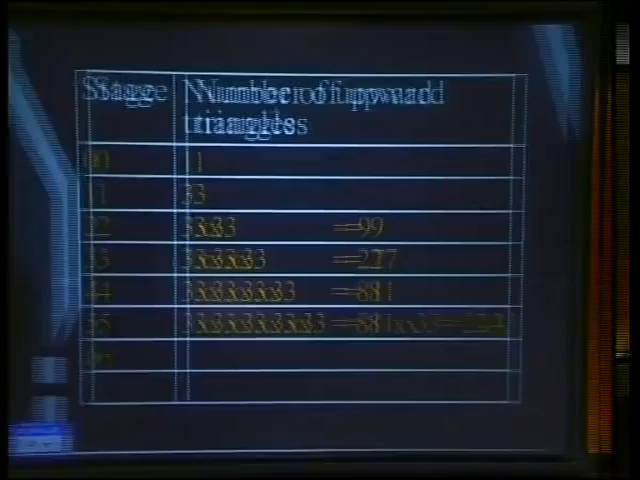 Stage Number of upward
triangles
0 1
1 3
2 3x3 =9
3 3x3x3 =27
4 3x3x3x3 =81
5 3x3x3x3x3 =81x3=243